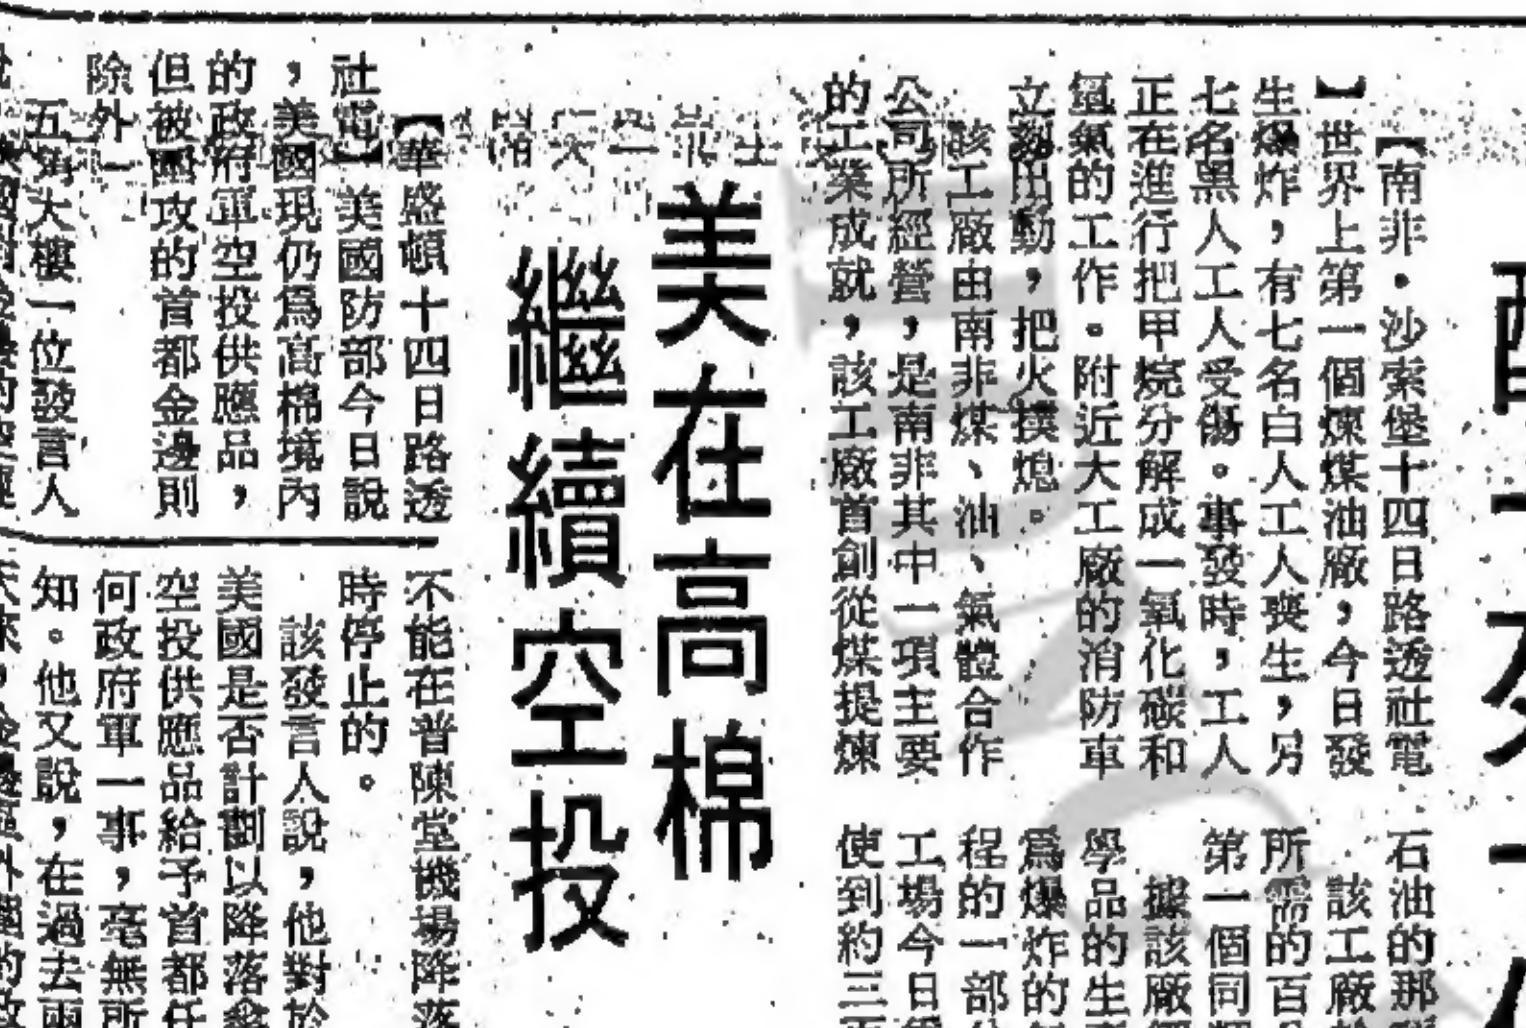 【南非·沙索堡十四日路透社電
】世界上第一個煉煤油廠，今日發
生爆炸，有七名白人工人喪生，另
七名黑人工人受傷。事發時，工人
正在進行把甲烷分解成一氧化碳和
氫氣的工作。附近大工廠的消防車
立刻出動，把火撲熄。
該工廠由南非煤、油、氣體合作
公司所經營，是南非其中一項主要
的工業成就，該工廠首創從煤提煉
石油的那
該工廠
所需的百
第一個同
據該廠
學品的生
爲爆炸的
程的一部
工場今日
使到約三
美在高棉
繼續空投
【華盛頓十四日路透
社電】美國防部今日說
，美國現仍爲高棉境內
的政府軍空投供應品，
但被圍攻的首都金邊則
除外。
五角大樓一位發言人
不能在普陳堂機場降落
時停止的。
該發言人說，他對於
美國是否計劃以降落傘
空投供應品給予首都任
何政府軍一事，毫無所
知。他又說，在過去兩